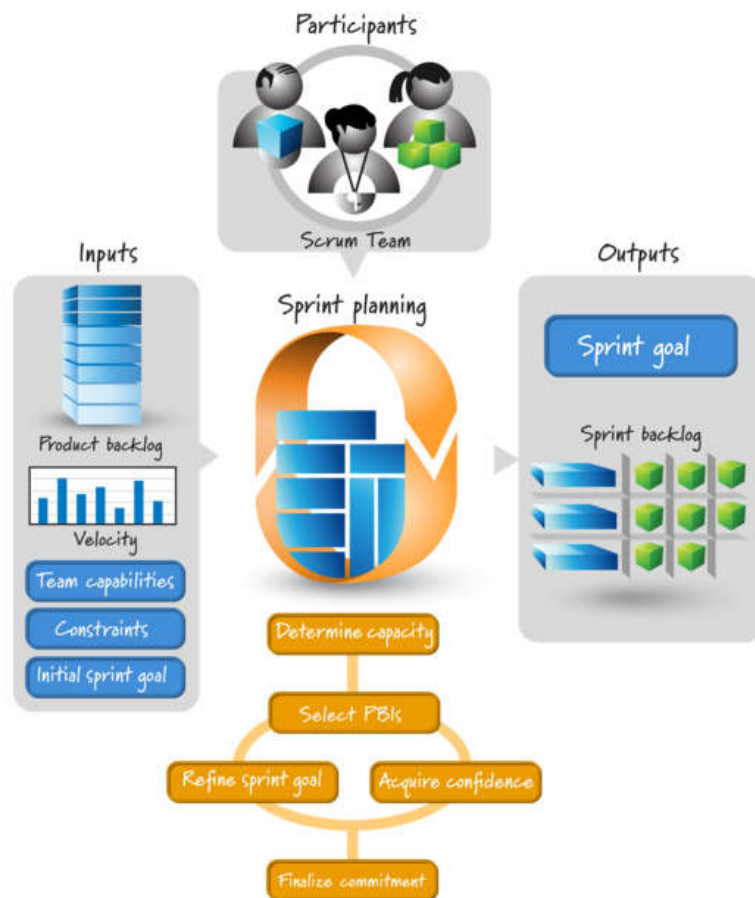 Participants
Scrum Team
Inputs
Product backlog
Velocity
Team capabilities
Constraints
Initial sprint goal
Sprint planning
Determine capacity
Select PBIs
Refine sprint goal
Acquire confidence
Finalize commitment
Outputs
Sprint goal
Sprint backlog